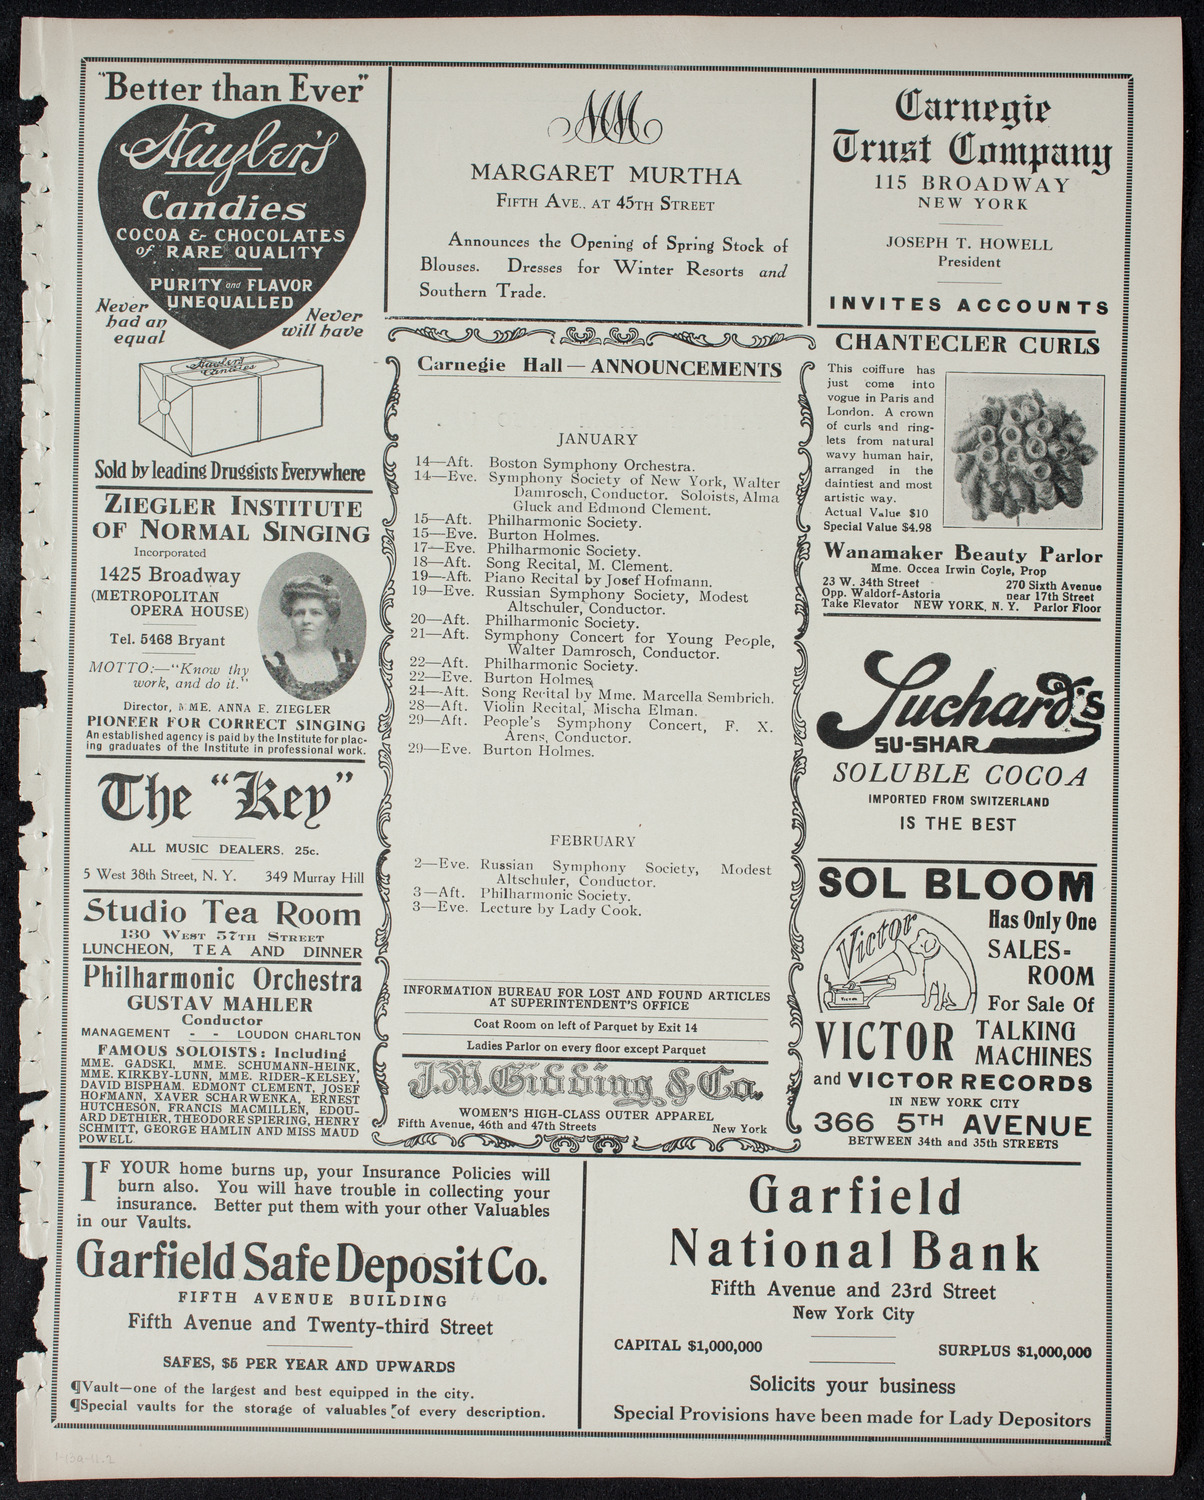 "Better than Ever"
Huyler's
Candies
COCOA & CHOCOLATES
of RARE QUALITY
PURITY and FLAVOR
UNEQUALLED
Never
had an
equal
Never
will have
Huyler's
Candies
Sold by leading Druggists Everywhere
ZIEGLER INSTITUTE
OF NORMAL SINGING
Incorporated
1425 Broadway
(METROPOLITAN
OPERA HOUSE)
Tel. 5468 Bryant
MOTTO:—"Know thy
work, and do it."
Director, MME. ANNA E. ZIEGLER
PIONEER FOR CORRECT SINGING
An established agency is paid by the Institute for plac-
ing graduates of the Institute in professional work.
The "Key"
ALL MUSIC DEALERS. 25c.
5 West 38th Street, N. Y. 349 Murray Hill
Studio Tea Room
130 WEST 57TH STREET
LUNCHEON, TEA AND DINNER
Philharmonic Orchestra
GUSTAV MAHLER
Conductor
MANAGEMENT - - LOUDON CHARLTON
FAMOUS SOLOISTS: Including
MME. GADSKI, MME. SCHUMANN-HEINK,
MME. KIRKBY-LUNN, MME. RIDER-KELSEY,
DAVID BISPHAM. EDMONT CLEMENT, JOSEF
HOFMANN, XAVER SCHARWENKA, ERNEST
HUTCHESON, FRANCIS MACMILLEN, EDOU-
ARD DETHIER, THEODORE SPIERING, HENRY
SCHMITT, GEORGE HAMLIN AND MISS MAUD
POWELL
MM
MARGARET MURTHA
FIFTH AVE., AT 45TH STREET
Announces the Opening of Spring Stock of
Blouses. Dresses for Winter Resorts and
Southern Trade.
Carnegie Hall—ANNOUNCEMENTS
JANUARY
14—Aft. Boston Symphony Orchestra.
14—Eve. Symphony Society of New York, Walter
Damrosch, Conductor. Soloists, Alma
Gluck and Edmond Clement.
15—Aft. Philharmonic Society.
15—Eve. Burton Holmes.
17—Eve. Philharmonic Society.
18—Aft. Song Recital, M. Clement.
19—Aft. Piano Recital by Josef Hofmann.
19—Eve. Russian Symphony Society, Modest
Altschuler, Conductor.
20—Aft. Philharmonic Society.
21—Aft. Symphony Concert for Young People,
Walter Damrosch, Conductor.
22—Aft. Philharmonic Society.
22—Eve. Burton Holmes.
24—Aft. Song Recital by Mme. Marcella Sembrich.
28—Aft. Violin Recital, Mischa Elman.
29—Aft. People's Symphony Concert, F. X.
Arens, Conductor.
29—Eve. Burton Holmes.
FEBRUARY
2—Eve. Russian Symphony Society, Modest
Altschuler, Conductor.
3—Aft. Philharmonic Society.
3—Eve. Lecture by Lady Cook.
INFORMATION BUREAU FOR LOST AND FOUND ARTICLES
AT SUPERINTENDENT'S OFFICE
Coat Room on left of Parquet by Exit 14
Ladies Parlor on every floor except Parquet
J.M. Gidding & Co.
WOMEN'S HIGH-CLASS OUTER APPAREL
Fifth Avenue, 46th and 47th Streets New York
Carnegie
Trust Company
115 BROADWAY
NEW YORK
JOSEPH T. HOWELL
President
INVITES ACCOUNTS
CHANTECLER CURLS
This coiffure has
just come into
vogue in Paris and
London. A crown
of curls and ring-
lets from natural
wavy human hair,
arranged in the
daintiest and most
artistic way.
Actual Value $10
Special Value $4.98
Wanamaker Beauty Parlor
Mme. Occea Irwin Coyle, Prop
23 W. 34th Street 270 Sixth Avenue
Opp. Waldorf-Astoria near 17th Street
Take Elevator NEW YORK, N. Y. Parlor Floor
Suchard's
SU-SHAR
SOLUBLE COCOA
IMPORTED FROM SWITZERLAND
IS THE BEST
SOL BLOOM
Victor
Has Only One
SALES-
ROOM
For Sale Of
VICTOR TALKING
MACHINES
and VICTOR RECORDS
IN NEW YORK CITY
366 5TH AVENUE
BETWEEN 34th and 35th STREETS
IF YOUR home burns up, your Insurance Policies will
burn also. You will have trouble in collecting your
insurance. Better put them with your other Valuables
in our Vaults.
Garfield Safe Deposit Co.
FIFTH AVENUE BUILDING
Fifth Avenue and Twenty-third Street
SAFES, $5 PER YEAR AND UPWARDS
¶Vault—one of the largest and best equipped in the city.
¶Special vaults for the storage of valuables of every description.
Garfield
National Bank
Fifth Avenue and 23rd Street
New York City
CAPITAL $1,000,000 SURPLUS $1,000,000
Solicits your business
Special Provisions have been made for Lady Depositors